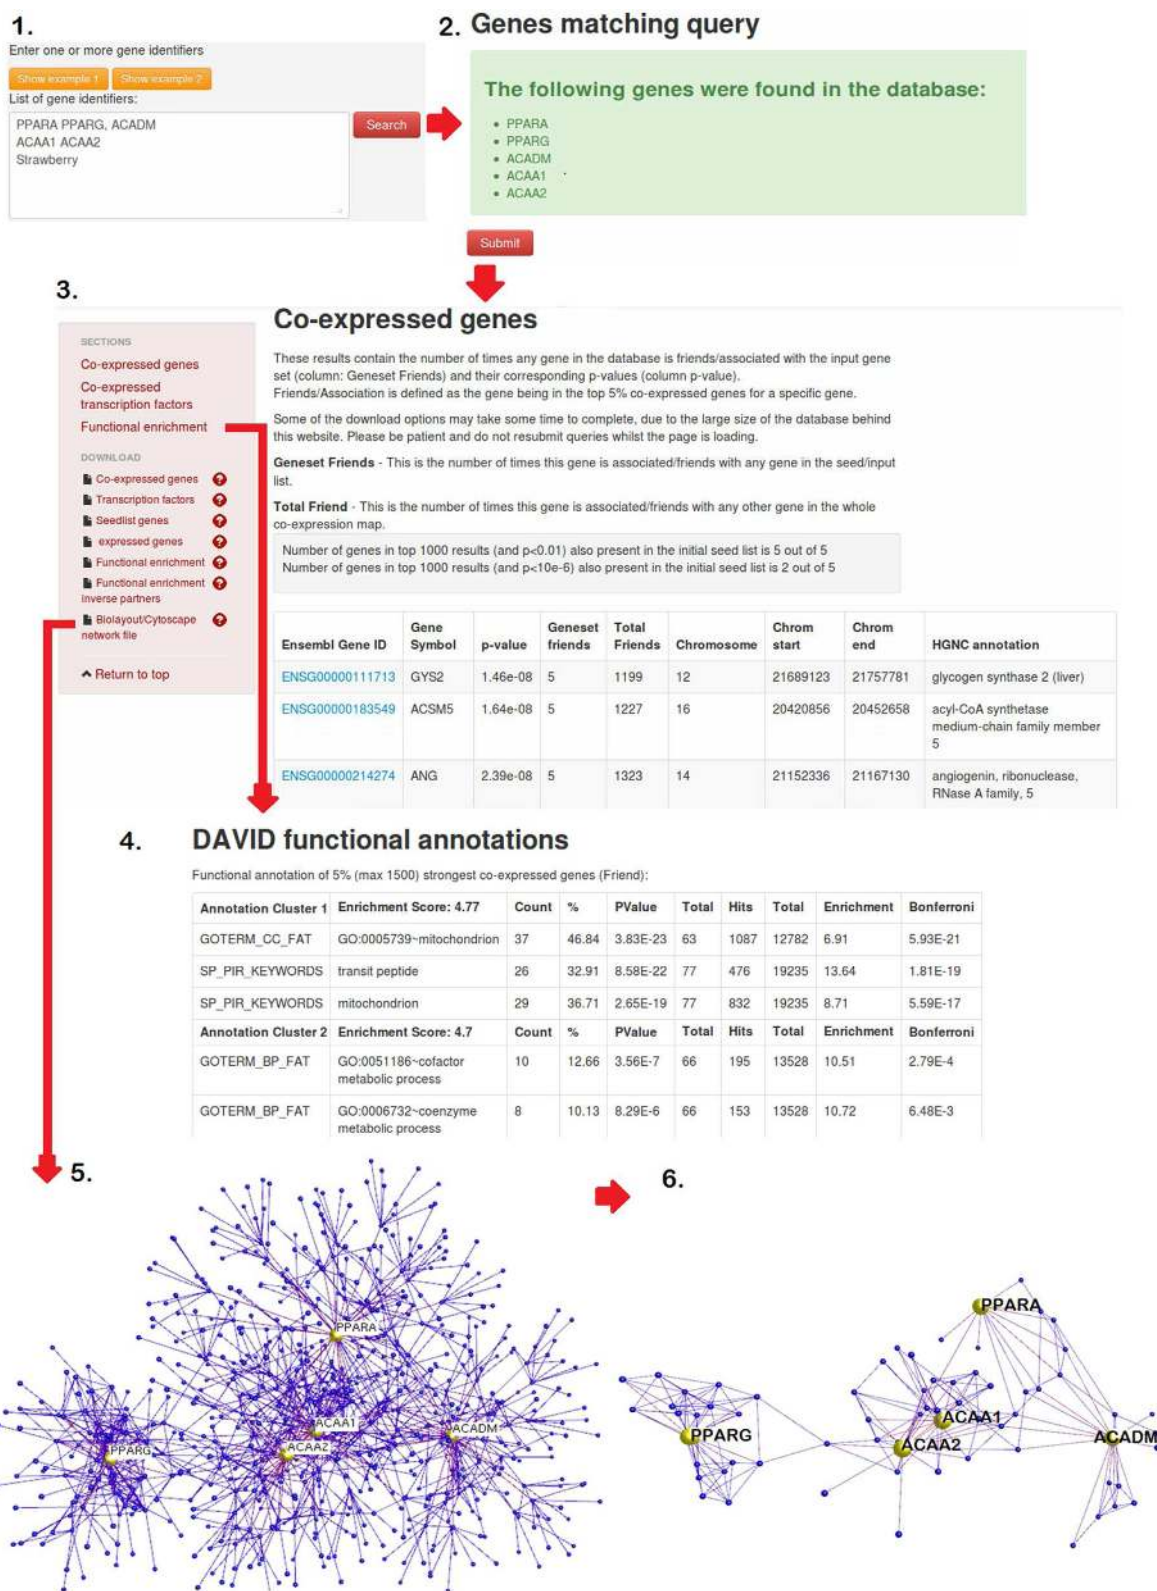 1.
Enter one or more gene identifiers
Show example 1 Show example 2
List of gene identifiers:
PPARA PPARG, ACADM
ACAA1 ACAA2
Strawberry
Search
2. Genes matching query
The following genes were found in the database:
• PPARA
• PPARG
• ACADM
• ACAA1
• ACAA2
Submit
3.
SECTIONS
Co-expressed genes
Co-expressed
transcription factors
Functional enrichment
DOWNLOAD
Co-expressed genes ?
Transcription factors ?
Seedlist genes ?
expressed genes ?
Functional enrichment ?
Functional enrichment ?
inverse partners
Biolayout/Cytoscape ?
network file
Return to top
Co-expressed genes
These results contain the number of times any gene in the database is friends/associated with the input gene
set (column: Geneset Friends) and their corresponding p-values (column p-value).
Friends/Association is defined as the gene being in the top 5% co-expressed genes for a specific gene.
Some of the download options may take some time to complete, due to the large size of the database behind
this website. Please be patient and do not resubmit queries whilst the page is loading.
Geneset Friends - This is the number of times this gene is associated/friends with any gene in the seed/input
list.
Total Friend - This is the number of times this gene is associated/friends with any other gene in the whole
co-expression map.
Number of genes in top 1000 results (and p<0.01) also present in the initial seed list is 5 out of 5
Number of genes in top 1000 results (and p<10e-6) also present in the initial seed list is 2 out of 5
Ensembl Gene ID Gene Symbol p-value Geneset friends Total Friends Chromosome Chrom start Chrom end HGNC annotation
ENSG00000111713 GYS2 1.46e-08 5 1199 12 21689123 21757781 glycogen synthase 2 (liver)
ENSG00000183549 ACSM5 1.64e-08 5 1227 16 20420856 20452658 acyl-CoA synthetase
medium-chain family member
5
ENSG00000214274 ANG 2.39e-08 5 1323 14 21152336 21167130 angiogenin, ribonuclease,
RNase A family, 5
4. DAVID functional annotations
Functional annotation of 5% (max 1500) strongest co-expressed genes (Friend):
Annotation Cluster 1 Enrichment Score: 4.77 Count % PValue Total Hits Total Enrichment Bonferroni
GOTERM_CC_FAT GO:0005739~mitochondrion 37 46.84 3.83E-23 63 1087 12782 6.91 5.93E-21
SP_PIR_KEYWORDS transit peptide 26 32.91 8.58E-22 77 476 19235 13.64 1.81E-19
SP_PIR_KEYWORDS mitochondrion 29 36.71 2.65E-19 77 832 19235 8.71 5.59E-17
Annotation Cluster 2 Enrichment Score: 4.7 Count % PValue Total Hits Total Enrichment Bonferroni
GOTERM_BP_FAT GO:0051186~cofactor 10 12.66 3.56E-7 66 195 13528 10.51 2.79E-4
metabolic process
GOTERM_BP_FAT GO:0006732~coenzyme 8 10.13 8.29E-6 66 153 13528 10.72 6.48E-3
metabolic process
5.
PPARA
ACAA1
ACADM
ACAA2
PPARG
6.
PPARA
ACAA1
PPARG
ACAA2
ACADM